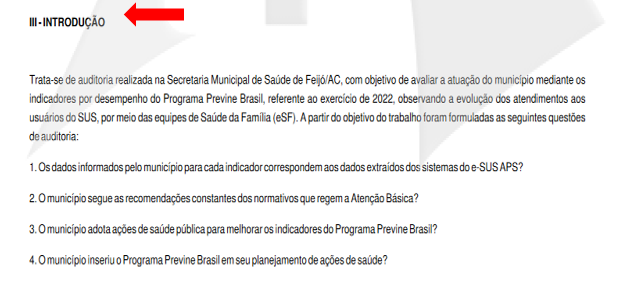 III - INTRODUÇÃO
Trata-se de auditoria realizada na Secretaria Municipal de Saúde de Feijó/AC, com objetivo de avaliar a atuação do município mediante os
indicadores por desempenho do Programa Previne Brasil, referente ao exercício de 2022, observando a evolução dos atendimentos aos
usuários do SUS, por meio das equipes de Saúde da Família (eSF). A partir do objetivo do trabalho foram formuladas as seguintes questões
de auditoria:
1. Os dados informados pelo município para cada indicador correspondem aos dados extraídos dos sistemas do e-SUS APS?
2. O município segue as recomendações constantes dos normativos que regem a Atenção Básica?
3. O município adota ações de saúde pública para melhorar os indicadores do Programa Previne Brasil?
4. O município inseriu o Programa Previne Brasil em seu planejamento de ações de saúde?